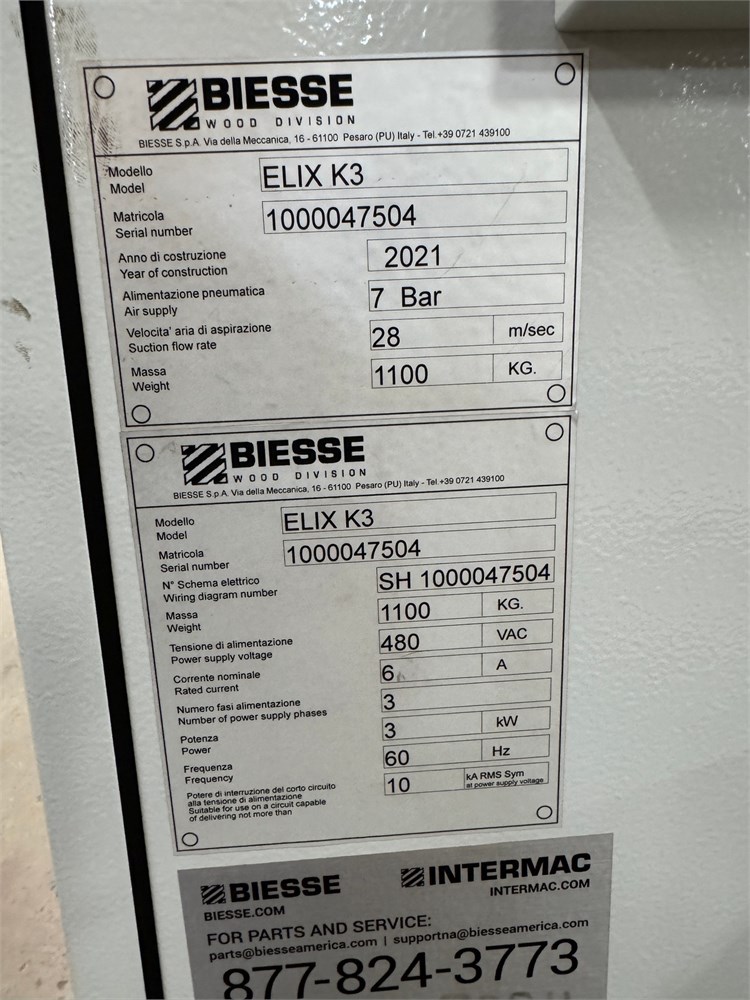 BIESSE
WOOD DIVISION
BIESSE S.p.A. Via della Meccanica, 16 - 61100 Pesaro (PU) Italy - Tel.+39 0721 439100
Modello
Model
ELIX K3
Matricola
Serial number
1000047504
Anno di costruzione
Year of construction
2021
Alimentazione pneumatica
Air supply
7 Bar
Velocita' aria di aspirazione
Suction flow rate
28 m/sec
Massa
Weight
1100 KG.
BIESSE
WOOD DIVISION
BIESSE S.p.A. Via della Meccanica, 16 - 61100 Pesaro (PU) Italy - Tel.+39 0721 439100
Modello
Model
ELIX K3
Matricola
Serial number
1000047504
N° Schema elettrico
Wiring diagram number
SH 1000047504
Massa
Weight
1100 KG.
Tensione di alimentazione
Power supply voltage
480 VAC
Corrente nominale
Rated current
6 A
Numero fasi alimentazione
Number of power supply phases
3
Potenza
Power
3 kW
Frequenza
Frequency
60 Hz
Potere di interruzione del corto circuito
alla tensione di alimentazione
Suitable for use on a circuit capable
of delivering not more than
10 kA RMS Sym
at power supply voltage
BIESSE
BIESSE.COM
INTERMAC
INTERMAC.COM
FOR PARTS AND SERVICE:
parts@biesseamerica.com | supportna@biesseamerica.com
877-824-3773